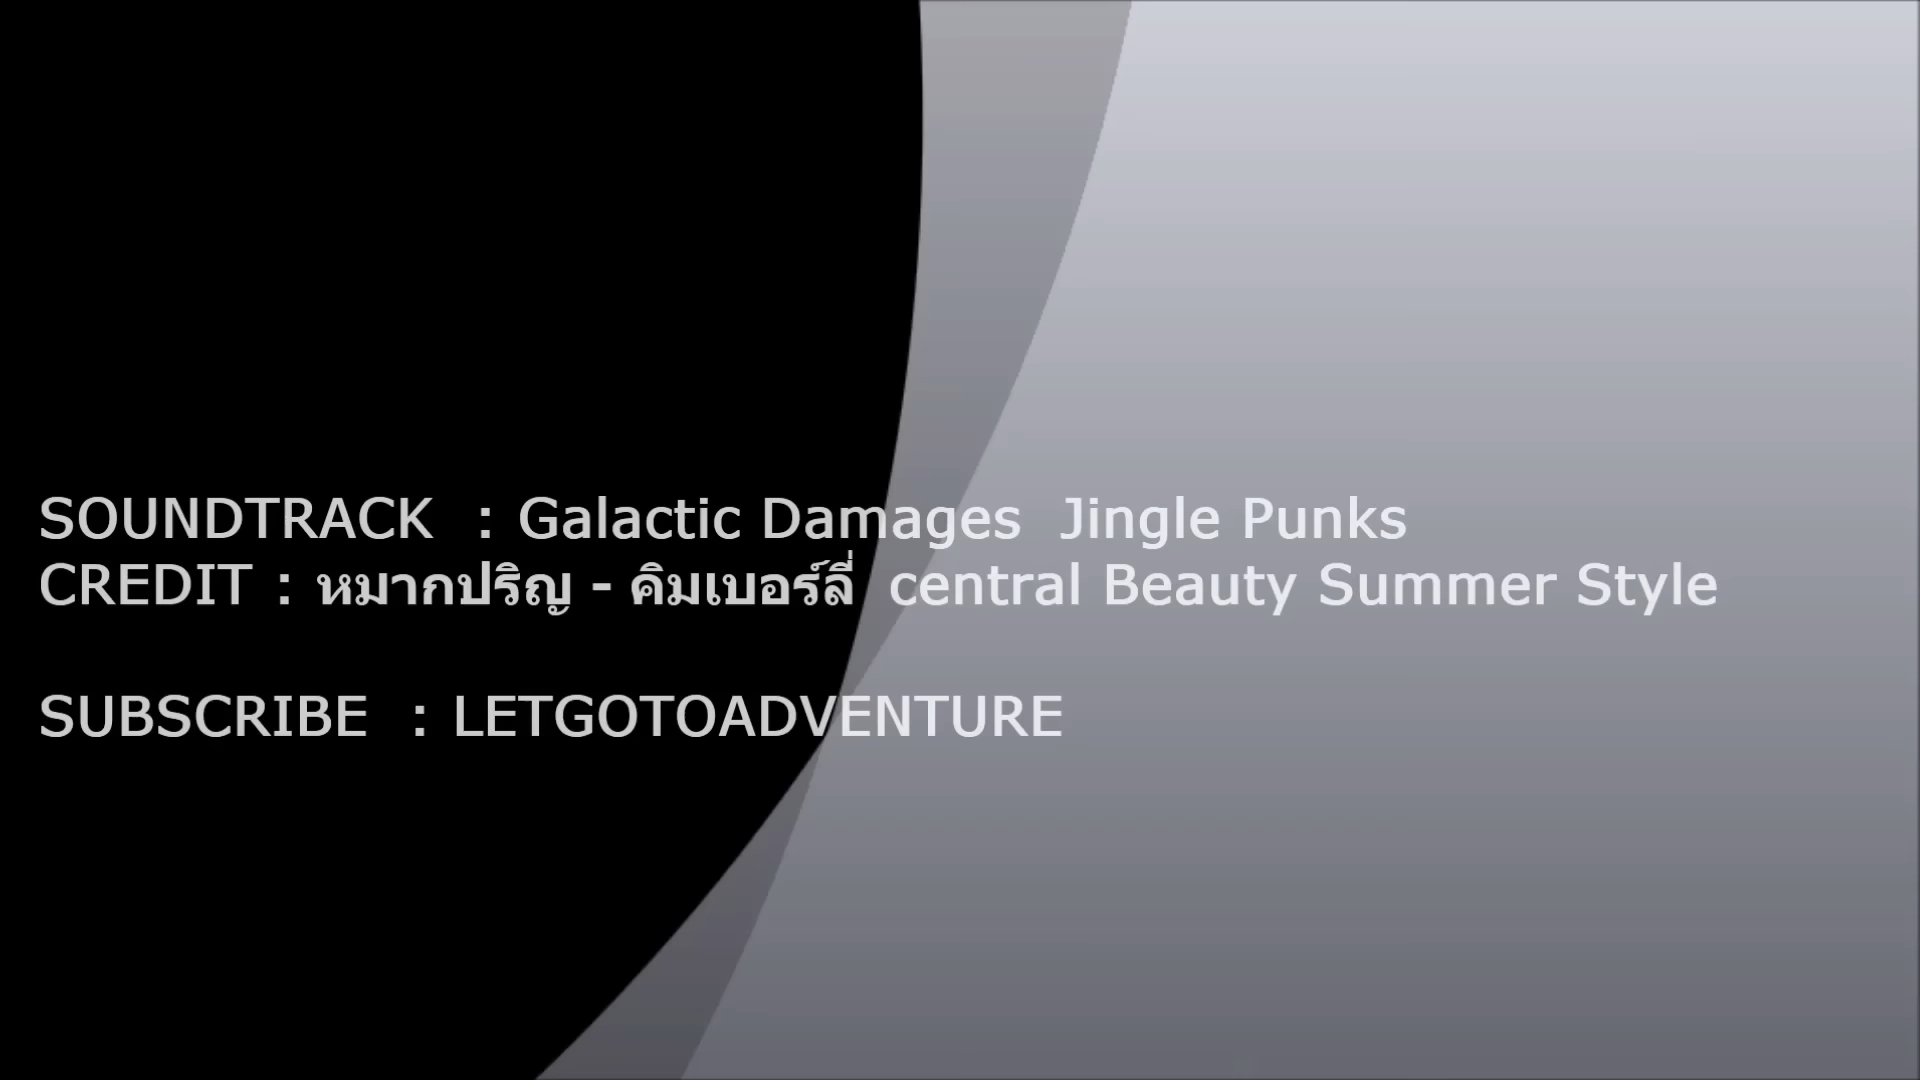 SOUNDTRACK : Galactic Damages Jingle Punks
CREDIT : หมากปริญ - คิมเบอร์ลี่ central Beauty Summer Style
SUBSCRIBE : LETGOTOADVENTURE